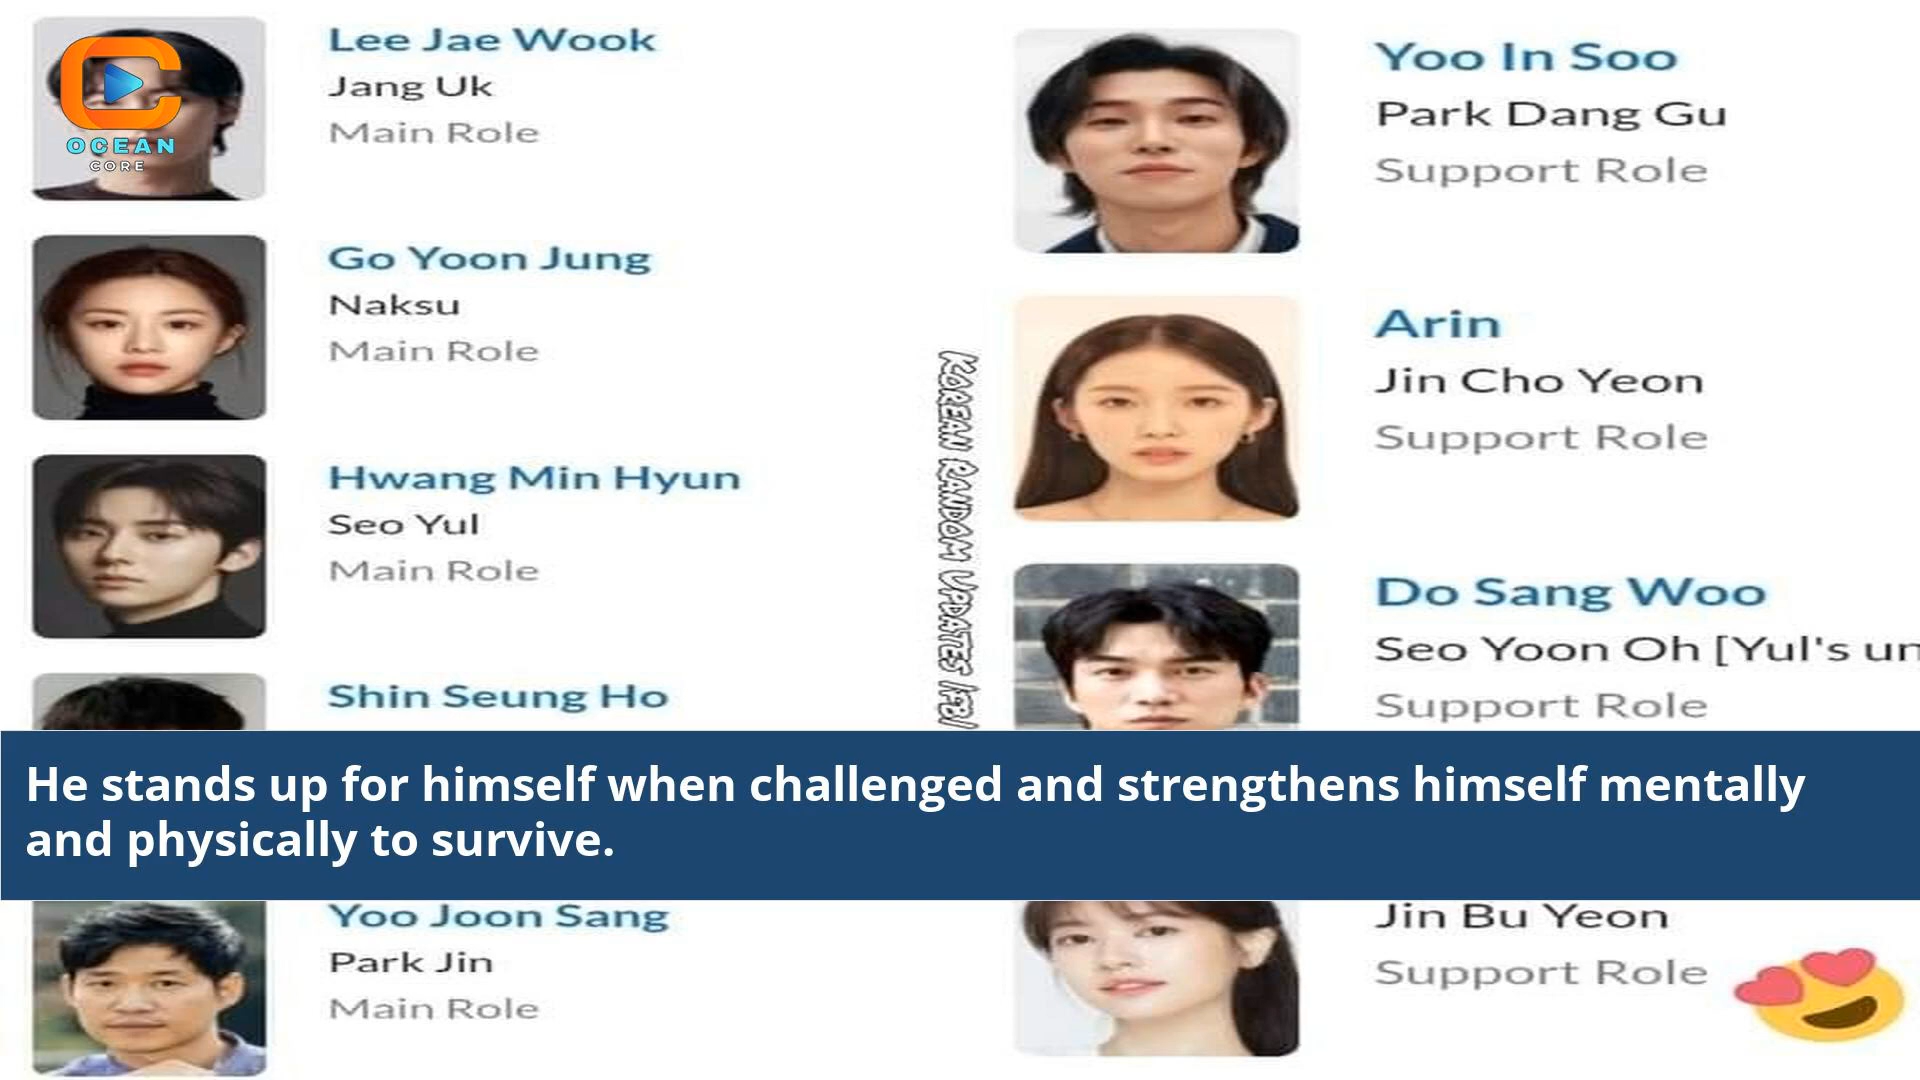 OCEAN
CORE
Lee Jae Wook
Jang Uk
Main Role
Go Yoon Jung
Naksu
Main Role
Hwang Min Hyun
Seo Yul
Main Role
Shin Seung Ho
Yoo Joon Sang
Park Jin
Main Role
KOREAN RANDOM UPDATES
Yoo In Soo
Park Dang Gu
Support Role
Arin
Jin Cho Yeon
Support Role
Do Sang Woo
Seo Yoon Oh [Yul's
Support Role
Jin Bu Yeon
Support Role
He stands up for himself when challenged and strengthens himself mentally
and physically to survive.